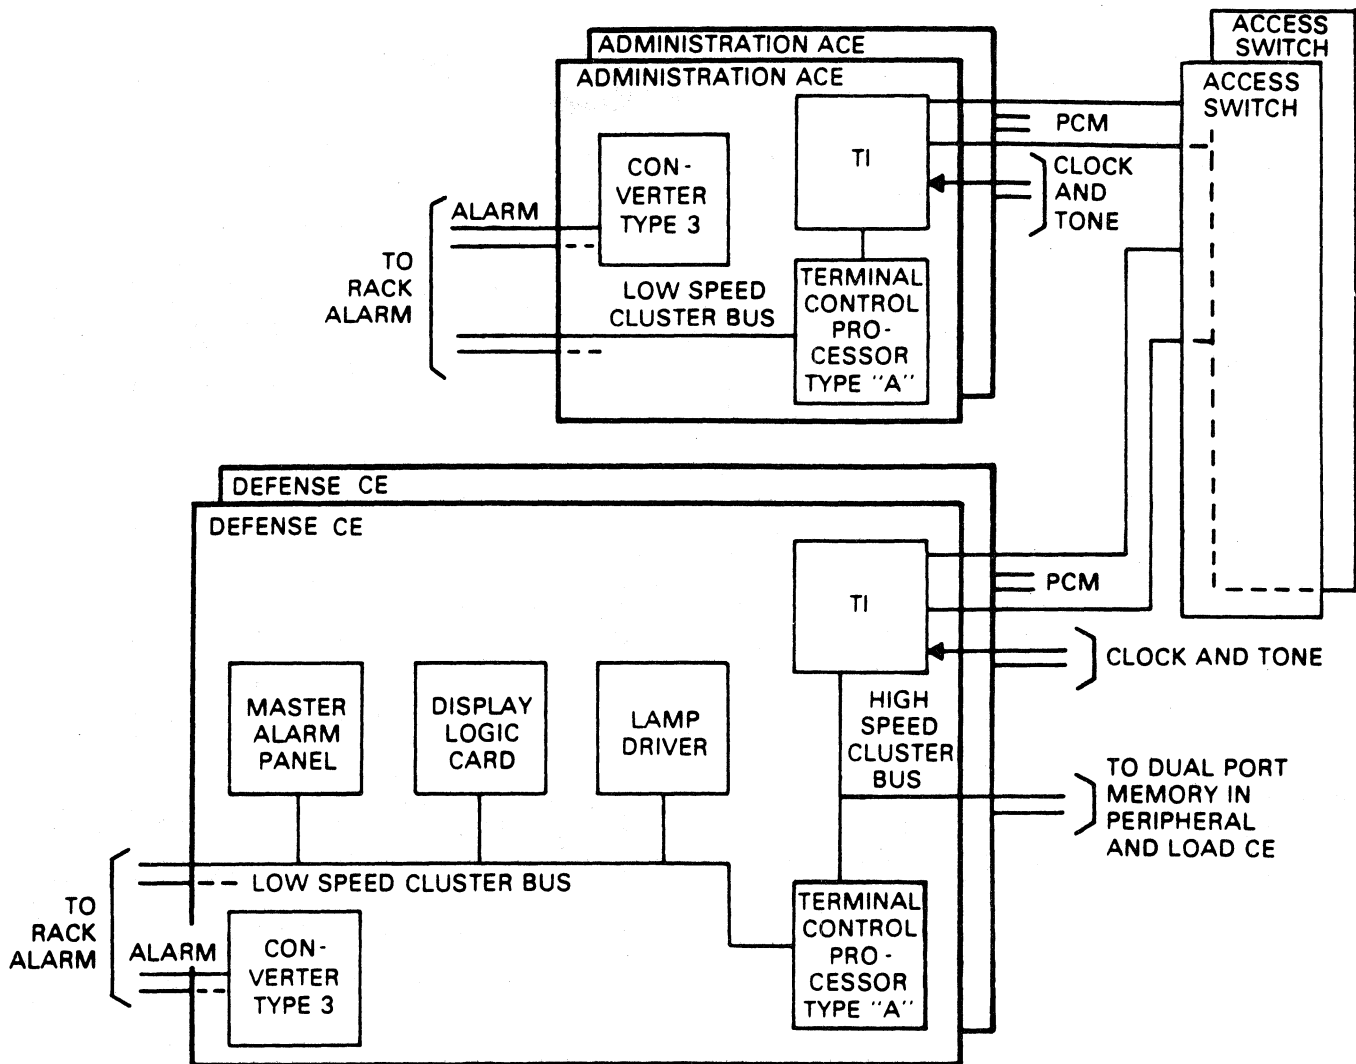 ADMINISTRATION ACE
ADMINISTRATION ACE
ACCESS
SWITCH
ACCESS
SWITCH
PCM
TI
CLOCK
AND
TONE
CON-
VERTER
TYPE 3
ALARM
TO
RACK
ALARM
LOW SPEED
CLUSTER BUS
TERMINAL
CONTROL
PRO-
CESSOR
TYPE "A"
DEFENSE CE
DEFENSE CE
TI
PCM
CLOCK AND TONE
MASTER
ALARM
PANEL
DISPLAY
LOGIC
CARD
LAMP
DRIVER
HIGH
SPEED
CLUSTER
BUS
TO DUAL PORT
MEMORY IN
PERIPHERAL
AND LOAD CE
LOW SPEED CLUSTER BUS
TO
RACK
ALARM
ALARM
CON-
VERTER
TYPE 3
TERMINAL
CONTROL
PRO-
CESSOR
TYPE "A"